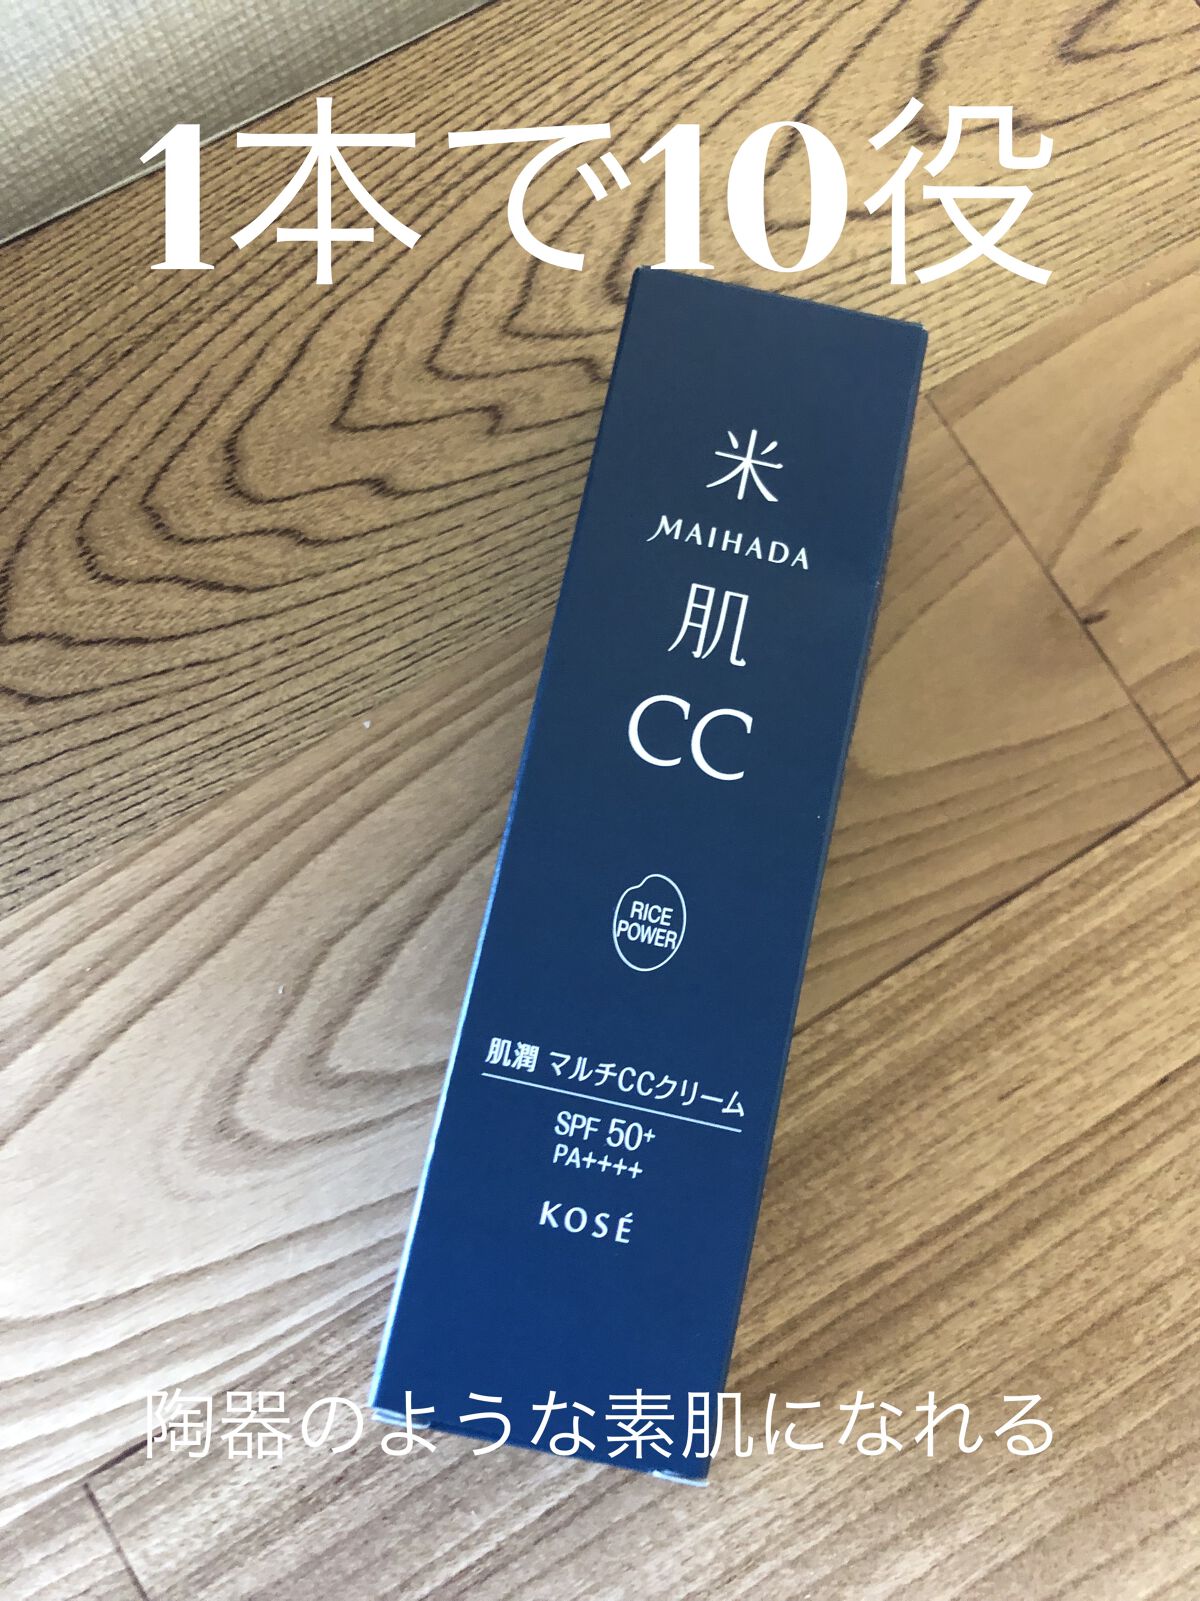 1本で10役
米
MAIHADA
肌
CC
RICE
POWER
肌潤 マルチCCクリーム
SPF 50+
PA++++
KOSÉ
陶器のような素肌になれる